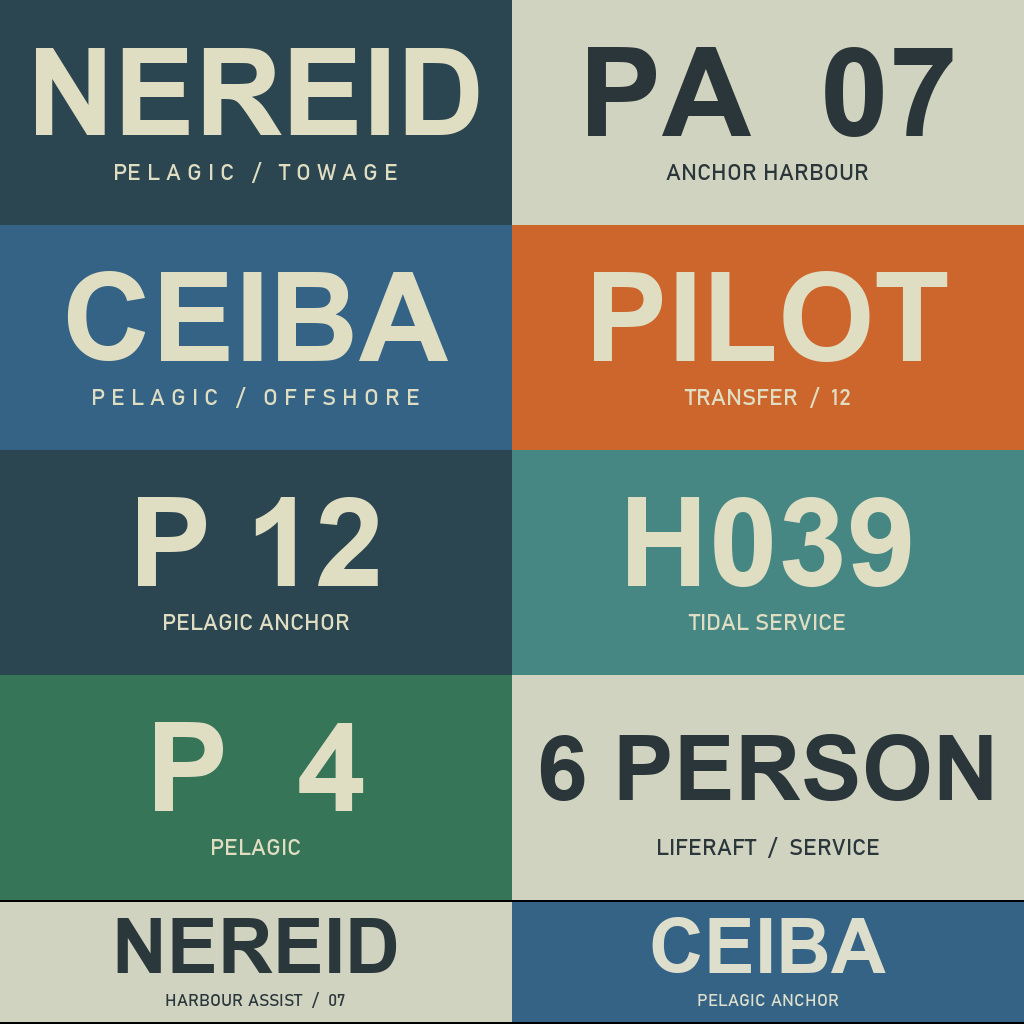 NEREID
PELAGIC / TOWAGE
PA 07
ANCHOR HARBOUR
CEIBA
PELAGIC / OFFSHORE
PILOT
TRANSFER / 12
P 12
PELAGIC ANCHOR
H039
TIDAL SERVICE
P 4
PELAGIC
6 PERSON
LIFERAFT / SERVICE
NEREID
HARBOUR ASSIST / 07
CEIBA
PELAGIC ANCHOR